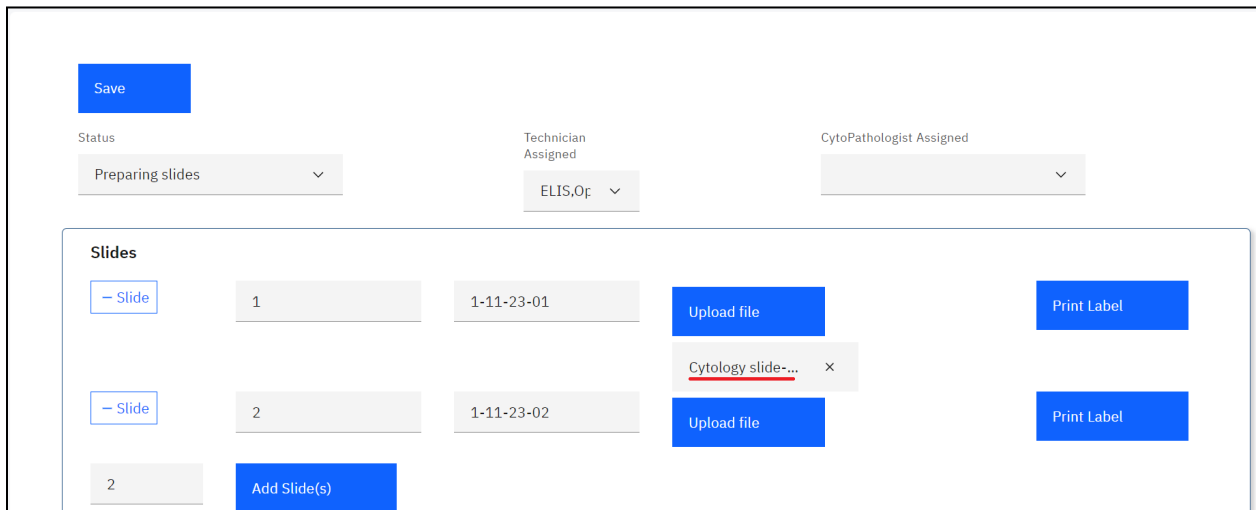 Save
Status
Technician
Assigned
CytoPathologist Assigned
Preparing slides
ELIS,Op
Slides
– Slide
1
1-11-23-01
Upload file
Print Label
Cytology slide-...
– Slide
2
1-11-23-02
Upload file
Print Label
2
Add Slide(s)